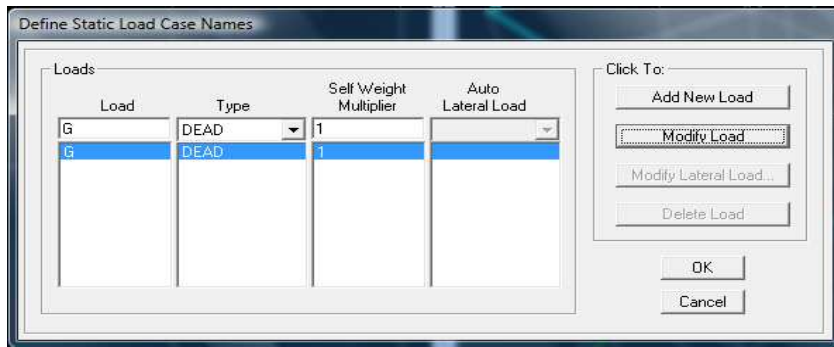 Define Static Load Case Names
Loads
Click To:
Load
Type
Self Weight
Multiplier
Auto
Lateral Load
G
DEAD
1
G
DEAD
1
Add New Load
Modify Load
Modify Lateral Load...
Delete Load
OK
Cancel